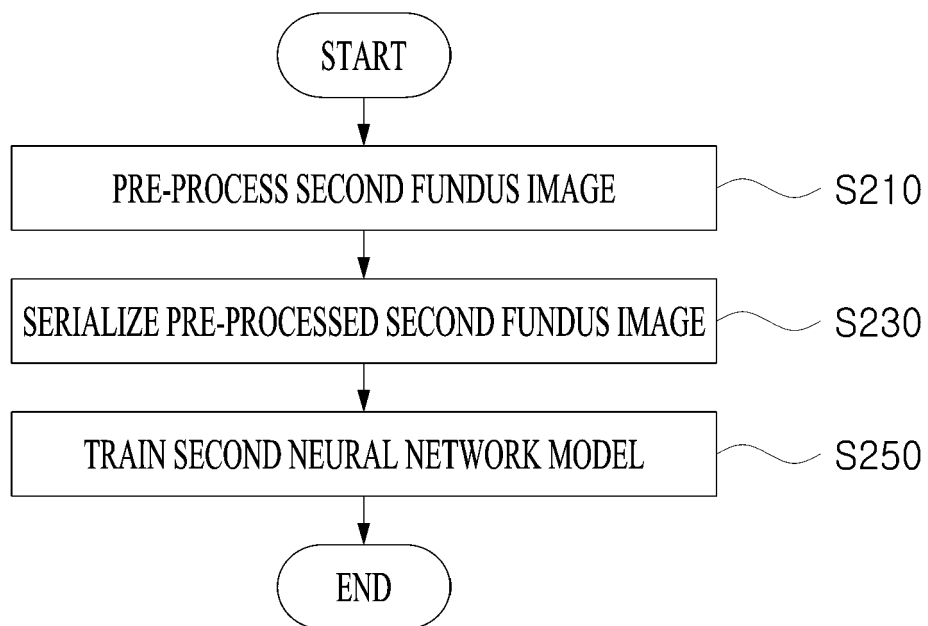 START
PRE-PROCESS SECOND FUNDUS IMAGE
S210
SERIALIZE PRE-PROCESSED SECOND FUNDUS IMAGE
S230
TRAIN SECOND NEURAL NETWORK MODEL
S250
END